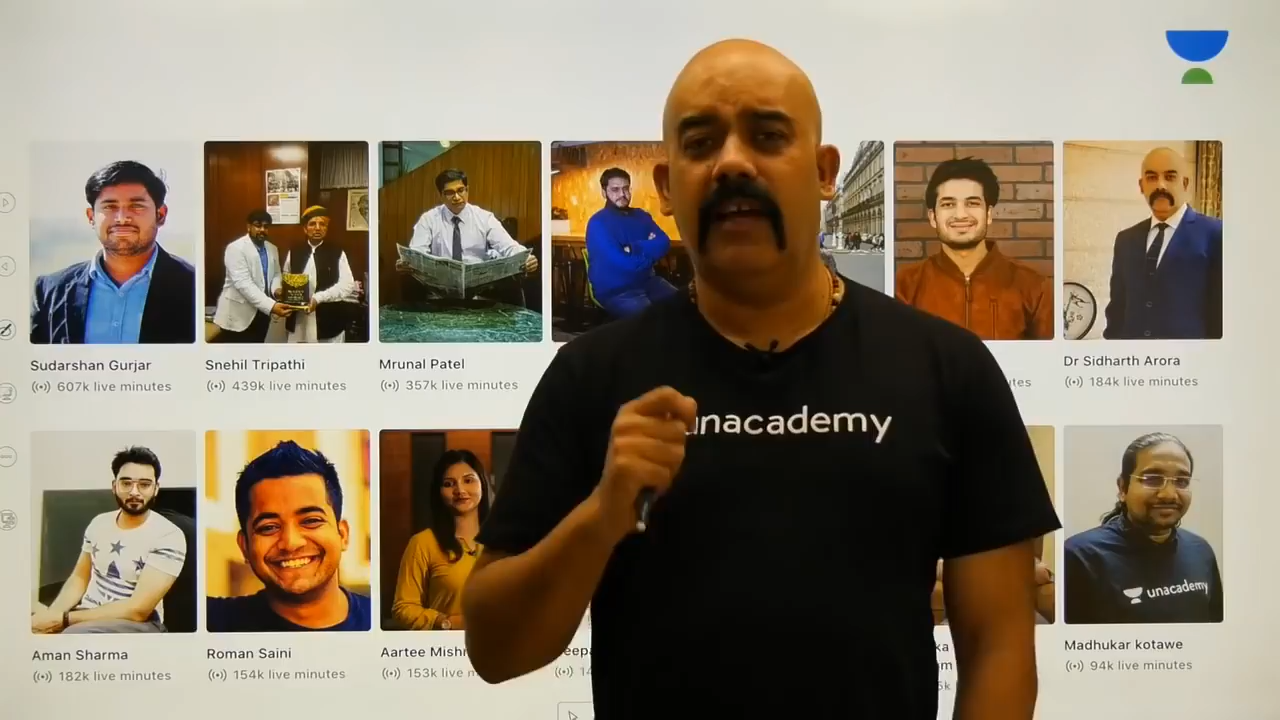 Sudarshan Gurjar
607k live minutes
Snehil Tripathi
439k live minutes
Mrunal Patel
357k live minutes
Dr Sidharth Arora
184k live minutes
unacademy
Aman Sharma
182k live minutes
Roman Saini
154k live minutes
Aartee
153k live
Madhukar kotawe
94k live minutes
unacademy